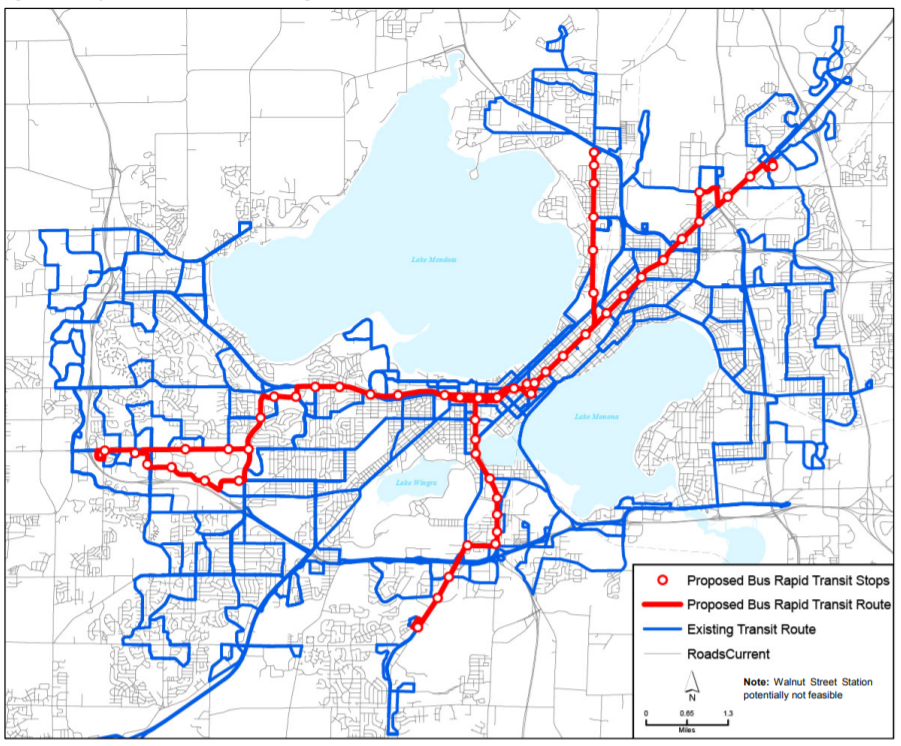 Lake Mendota
Lake Monona
Lake Wingra
Proposed Bus Rapid Transit Stops
Proposed Bus Rapid Transit Route
Existing Transit Route
RoadsCurrent
N
Note: Walnut Street Station
potentially not feasible
0 0.65 1.3
Miles